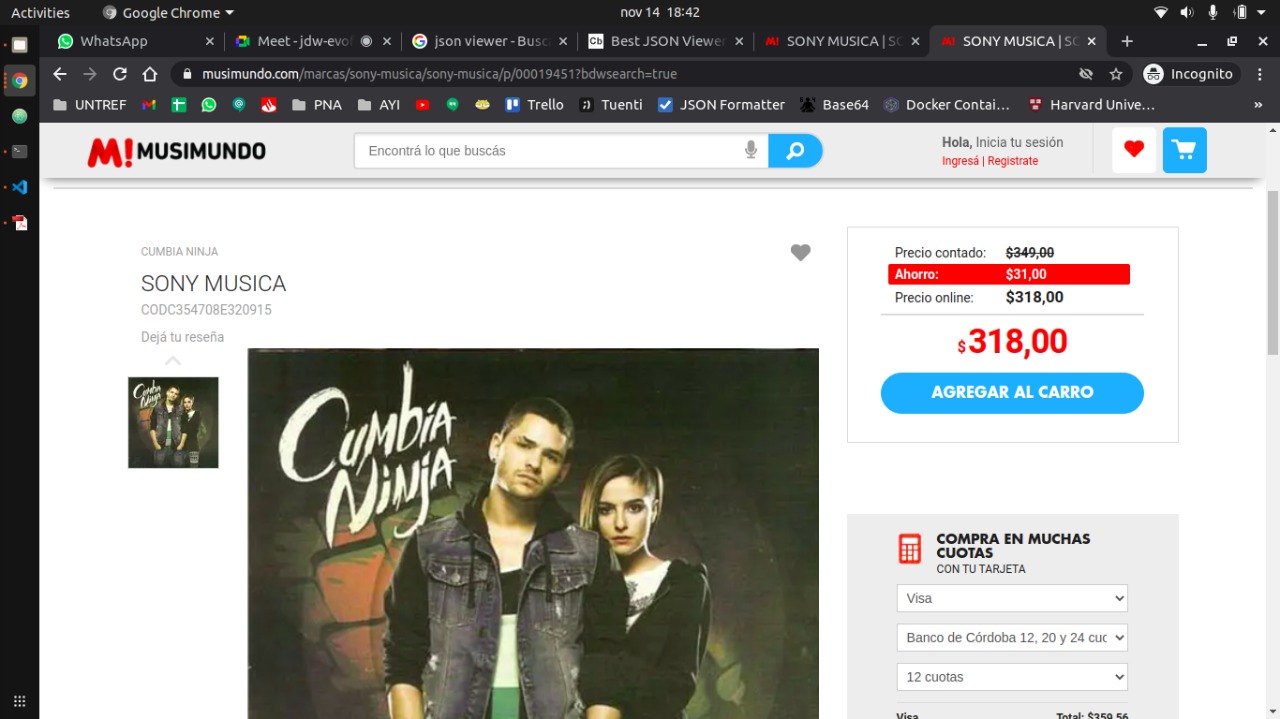 Activities
Google Chrome
nov 14 18:42
WhatsApp
Meet - jdw-evol
json viewer - Busc
Best JSON Viewer
SONY MUSICA | SC
SONY MUSICA | SC
musimundo.com/marcas/sony-musica/sony-musica/p/00019451?bdwsearch=true
Incognito
UNTREF
PNA
AYI
Trello
Tuenti
JSON Formatter
Base64
Docker Contai...
Harvard Unive...
»
M! MUSIMUNDO
Encontrá lo que buscás
Hola, Inicia tu sesión
Ingresá | Registrate
CUMBIA NINJA
SONY MUSICA
CODC354708E320915
Dejá tu reseña
Cumbia
Ninja
Precio contado: $349,00
Ahorro: $31,00
Precio online: $318,00
$318,00
AGREGAR AL CARRO
COMPRA EN MUCHAS
CUOTAS
CON TU TARJETA
Visa
Banco de Córdoba 12, 20 y 24 cuo
12 cuotas
Visa Total: $359,56